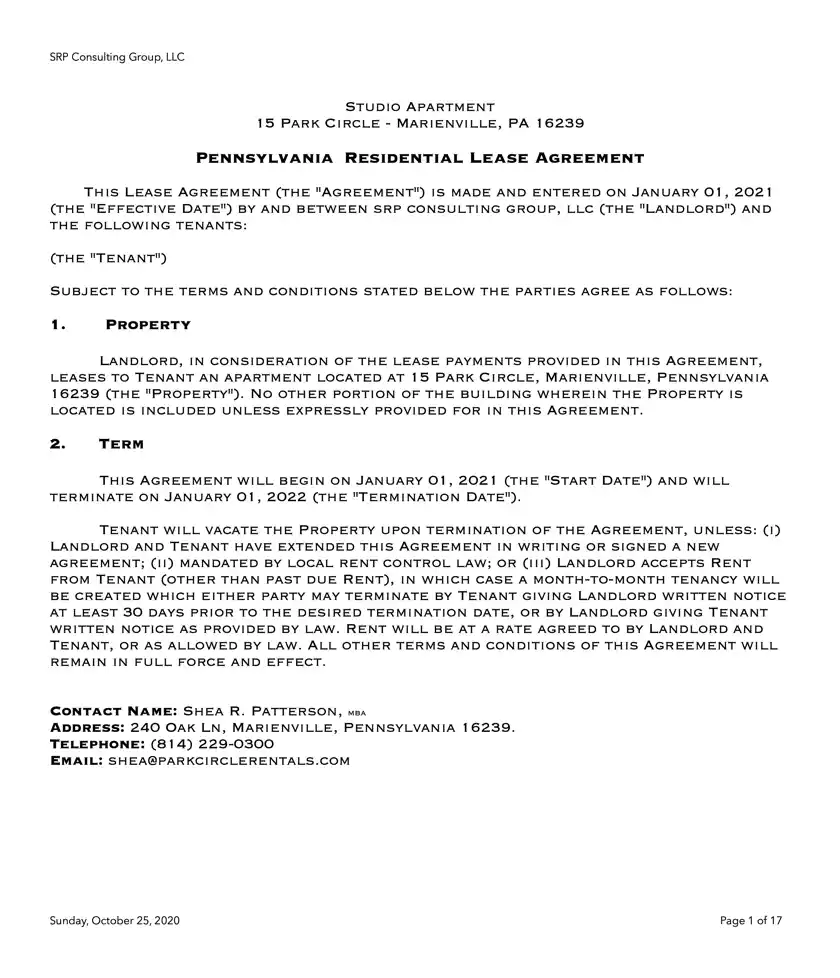 SRP Consulting Group, LLC
Studio Apartment
15 Park Circle - Marienville, PA 16239
Pennsylvania Residential Lease Agreement
This Lease Agreement (the "Agreement") is made and entered on January 01, 2021
(the "Effective Date") by and between srp consulting group, llc (the "Landlord") and
the following tenants:
(the "Tenant")
Subject to the terms and conditions stated below the parties agree as follows:
1. Property
Landlord, in consideration of the lease payments provided in this Agreement,
leases to Tenant an apartment located at 15 Park Circle, Marienville, Pennsylvania
16239 (the "Property"). No other portion of the building wherein the Property is
located is included unless expressly provided for in this Agreement.
2. Term
This Agreement will begin on January 01, 2021 (the "Start Date") and will
terminate on January 01, 2022 (the "Termination Date").
Tenant will vacate the Property upon termination of the Agreement, unless: (i)
Landlord and Tenant have extended this Agreement in writing or signed a new
agreement; (ii) mandated by local rent control law; or (iii) Landlord accepts Rent
from Tenant (other than past due Rent), in which case a month-to-month tenancy will
be created which either party may terminate by Tenant giving Landlord written notice
at least 30 days prior to the desired termination date, or by Landlord giving Tenant
written notice as provided by law. Rent will be at a rate agreed to by Landlord and
Tenant, or as allowed by law. All other terms and conditions of this Agreement will
remain in full force and effect.
Contact Name: Shea R. Patterson, MBA
Address: 240 Oak Ln, Marienville, Pennsylvania 16239.
Telephone: (814) 229-0300
Email: shea@parkcirclerentals.com
Sunday, October 25, 2020
Page 1 of 17